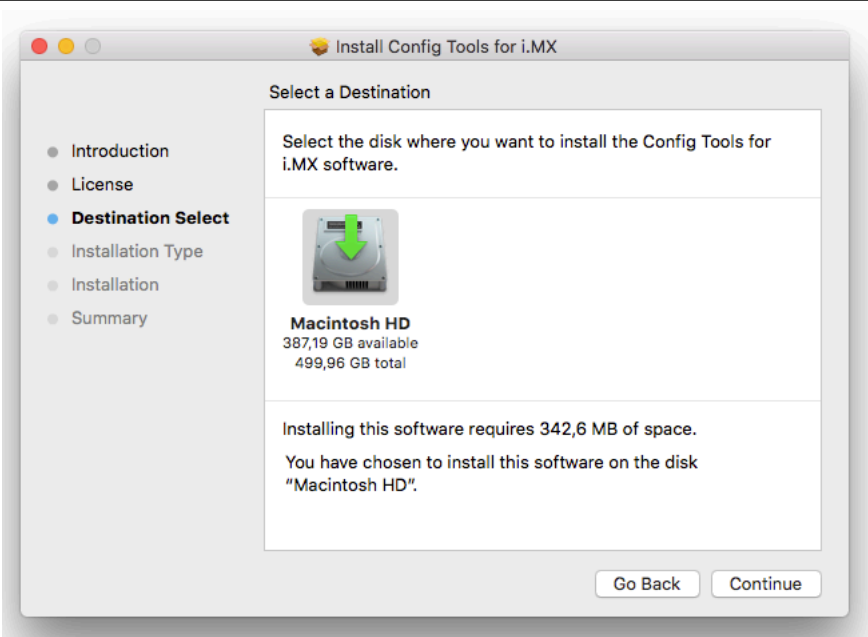 Install Config Tools for i.MX
Select a Destination
Introduction
License
Destination Select
Installation Type
Installation
Summary
Select the disk where you want to install the Config Tools for
i.MX software.
Macintosh HD
387,19 GB available
499,96 GB total
Installing this software requires 342,6 MB of space.
You have chosen to install this software on the disk
“Macintosh HD”.
Go Back
Continue